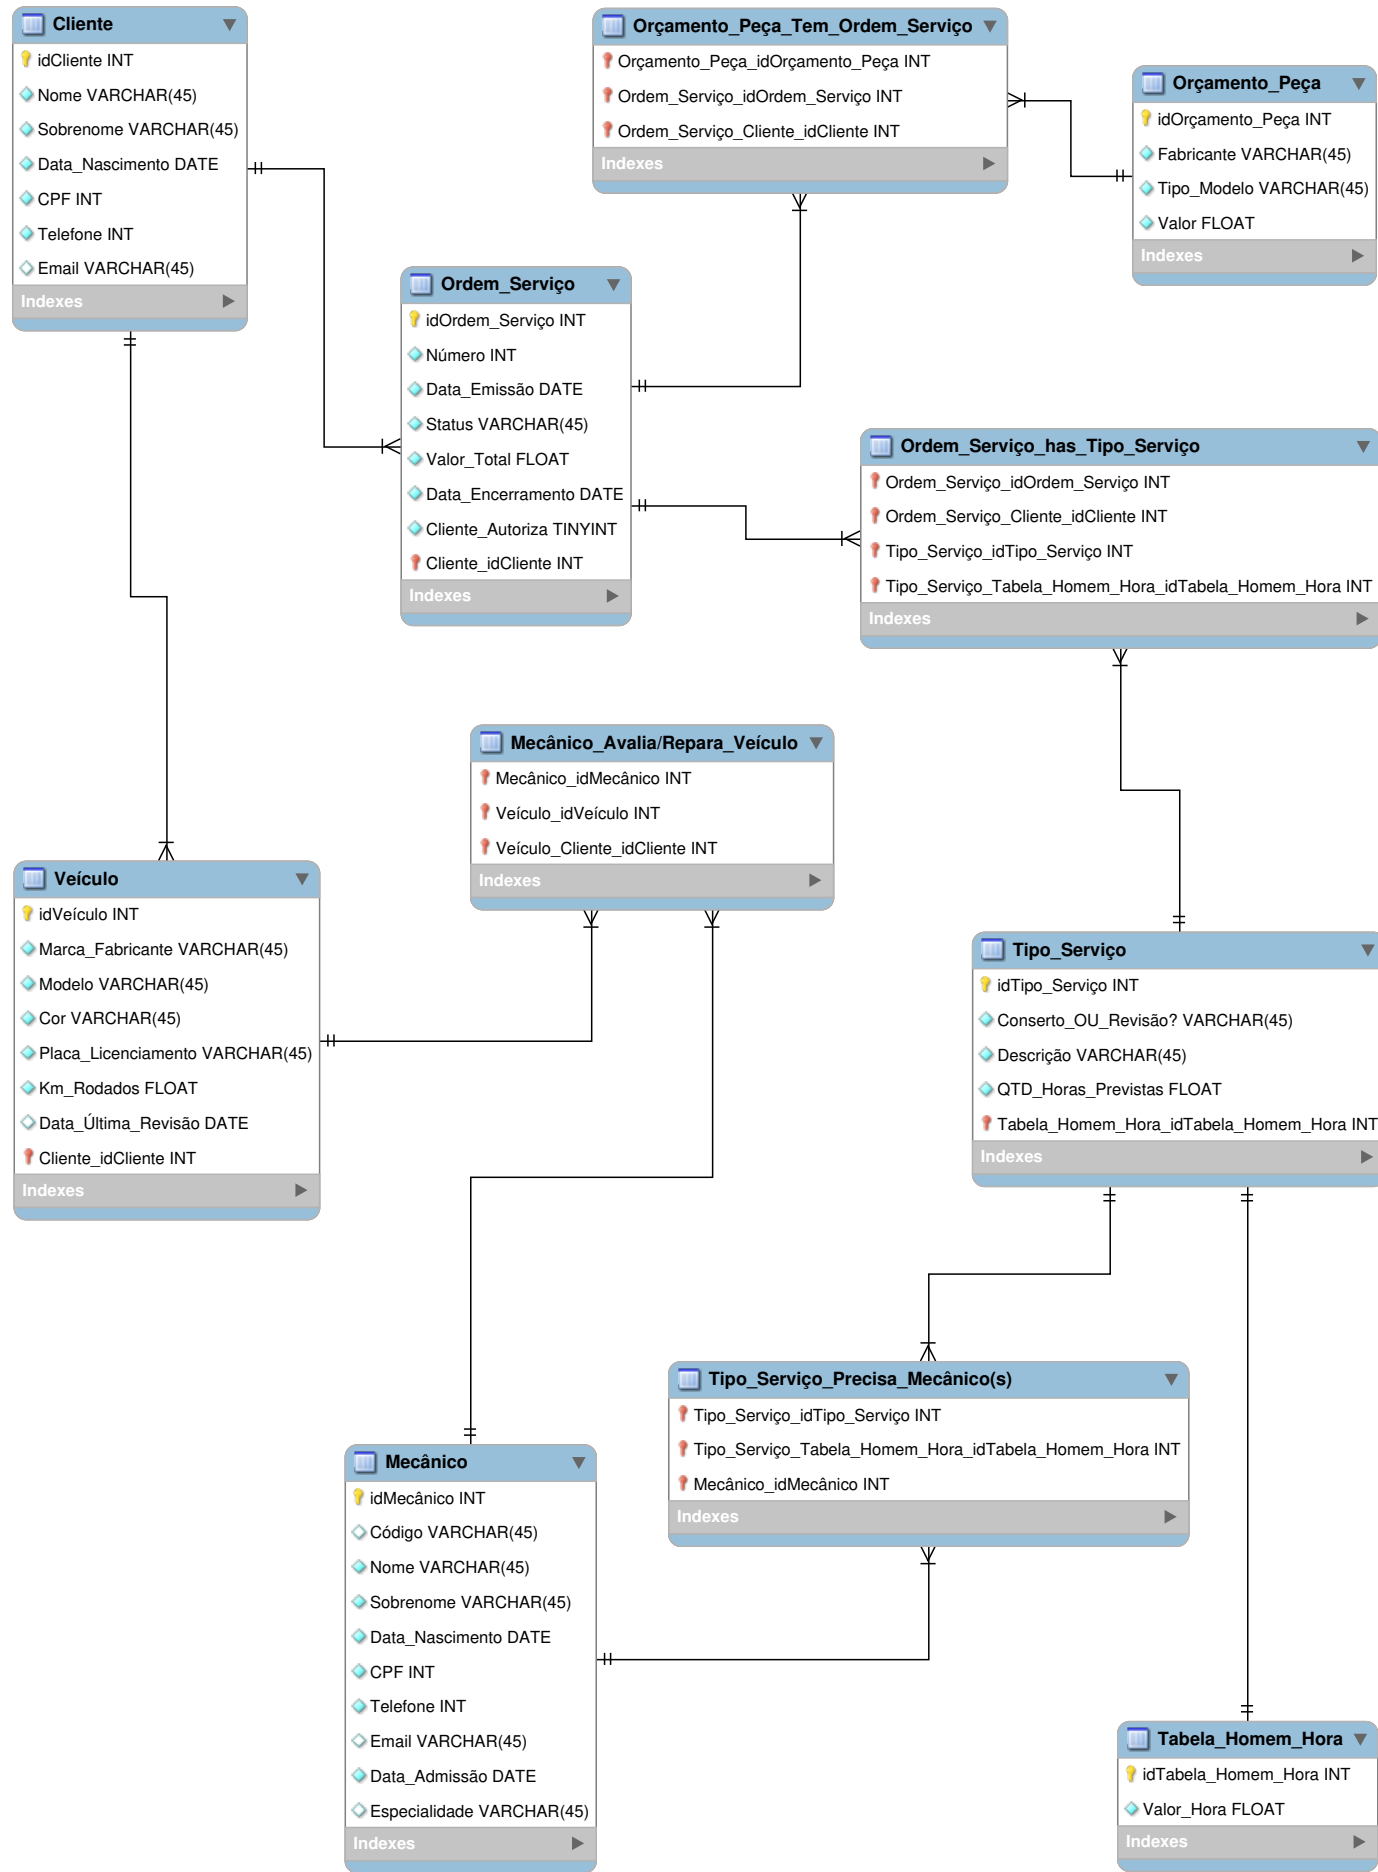 Cliente
idCliente INT
Nome VARCHAR(45)
Sobrenome VARCHAR(45)
Data_Nascimento DATE
CPF INT
Telefone INT
Email VARCHAR(45)
Indexes
Orçamento_Peça_Tem_Ordem_Serviço
Orçamento_Peça_idOrçamento_Peça INT
Ordem_Serviço_idOrdem_Serviço INT
Ordem_Serviço_Cliente_idCliente INT
Indexes
Orçamento_Peça
idOrçamento_Peça INT
Fabricante VARCHAR(45)
Tipo_Modelo VARCHAR(45)
Valor FLOAT
Indexes
Ordem_Serviço
idOrdem_Serviço INT
Número INT
Data_Emissão DATE
Status VARCHAR(45)
Valor_Total FLOAT
Data_Encerramento DATE
Cliente_Autoriza TINYINT
Cliente_idCliente INT
Indexes
Ordem_Serviço_has_Tipo_Serviço
Ordem_Serviço_idOrdem_Serviço INT
Ordem_Serviço_Cliente_idCliente INT
Tipo_Serviço_idTipo_Serviço INT
Tipo_Serviço_Tabela_Homem_Hora_idTabela_Homem_Hora INT
Indexes
Mecânico_Avalia/Repara_Veículo
Mecânico_idMecânico INT
Veículo_idVeículo INT
Veículo_Cliente_idCliente INT
Indexes
Veículo
idVeículo INT
Marca_Fabricante VARCHAR(45)
Modelo VARCHAR(45)
Cor VARCHAR(45)
Placa_Licenciamento VARCHAR(45)
Km_Rodados FLOAT
Data_Última_Revisão DATE
Cliente_idCliente INT
Indexes
Tipo_Serviço
idTipo_Serviço INT
Conserto_OU_Revisão? VARCHAR(45)
Descrição VARCHAR(45)
QTD_Horas_Previstas FLOAT
Tabela_Homem_Hora_idTabela_Homem_Hora INT
Indexes
Tipo_Serviço_Precisa_Mecânico(s)
Tipo_Serviço_idTipo_Serviço INT
Tipo_Serviço_Tabela_Homem_Hora_idTabela_Homem_Hora INT
Mecânico_idMecânico INT
Indexes
Mecânico
idMecânico INT
Código VARCHAR(45)
Nome VARCHAR(45)
Sobrenome VARCHAR(45)
Data_Nascimento DATE
CPF INT
Telefone INT
Email VARCHAR(45)
Data_Admissão DATE
Especialidade VARCHAR(45)
Indexes
Tabela_Homem_Hora
idTabela_Homem_Hora INT
Valor_Hora FLOAT
Indexes